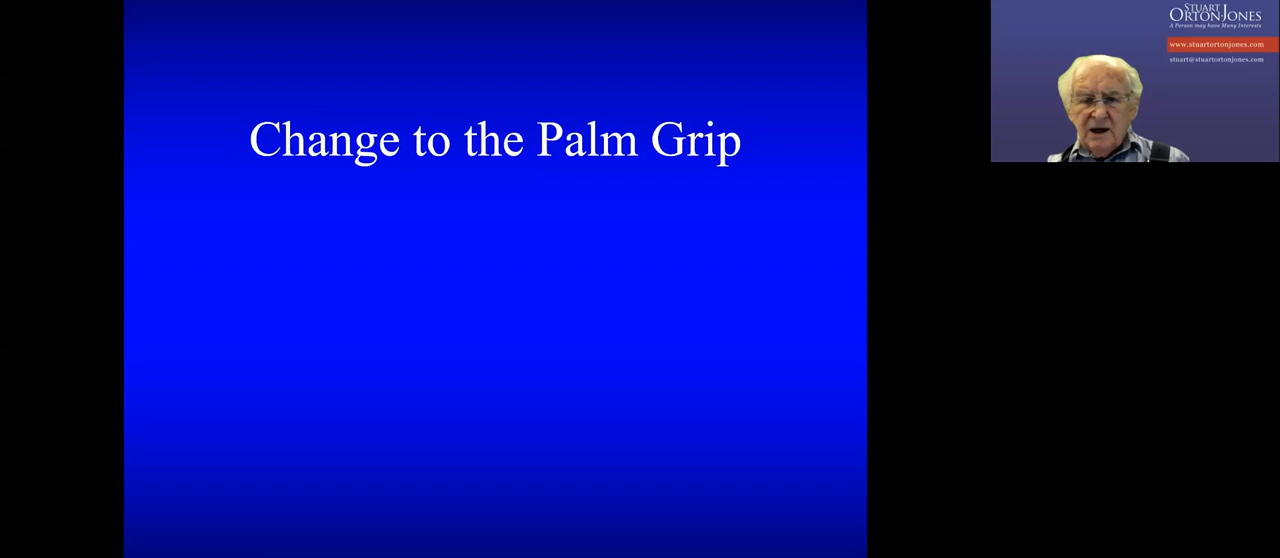 Change to the Palm Grip
STUART
ORTON-JONES
A Person may have Many Interests
www.stuartortonjones.com
stuart@stuartortonjones.com